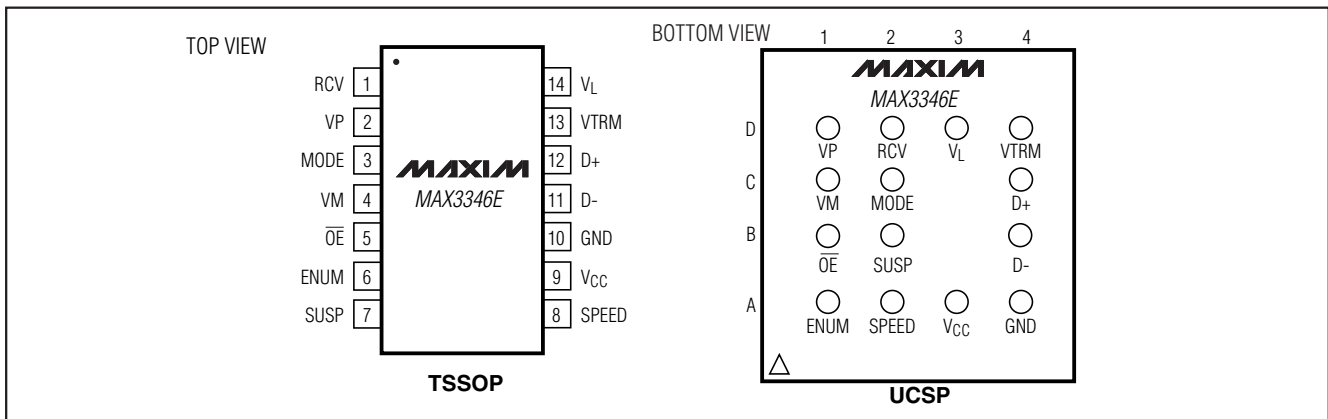 TOP VIEW
RCV 1
VP 2
MODE 3
VM 4
OE 5
ENUM 6
SUSP 7
MAXIM
MAX3346E
14 VL
13 VTRM
12 D+
11 D-
10 GND
9 VCC
8 SPEED
TSSOP
BOTTOM VIEW
1 2 3 4
MAXIM
MAX3346E
D
VP RCV VL VTRM
C
VM MODE D+
B
OE SUSP D-
A
ENUM SPEED VCC GND
UCSP